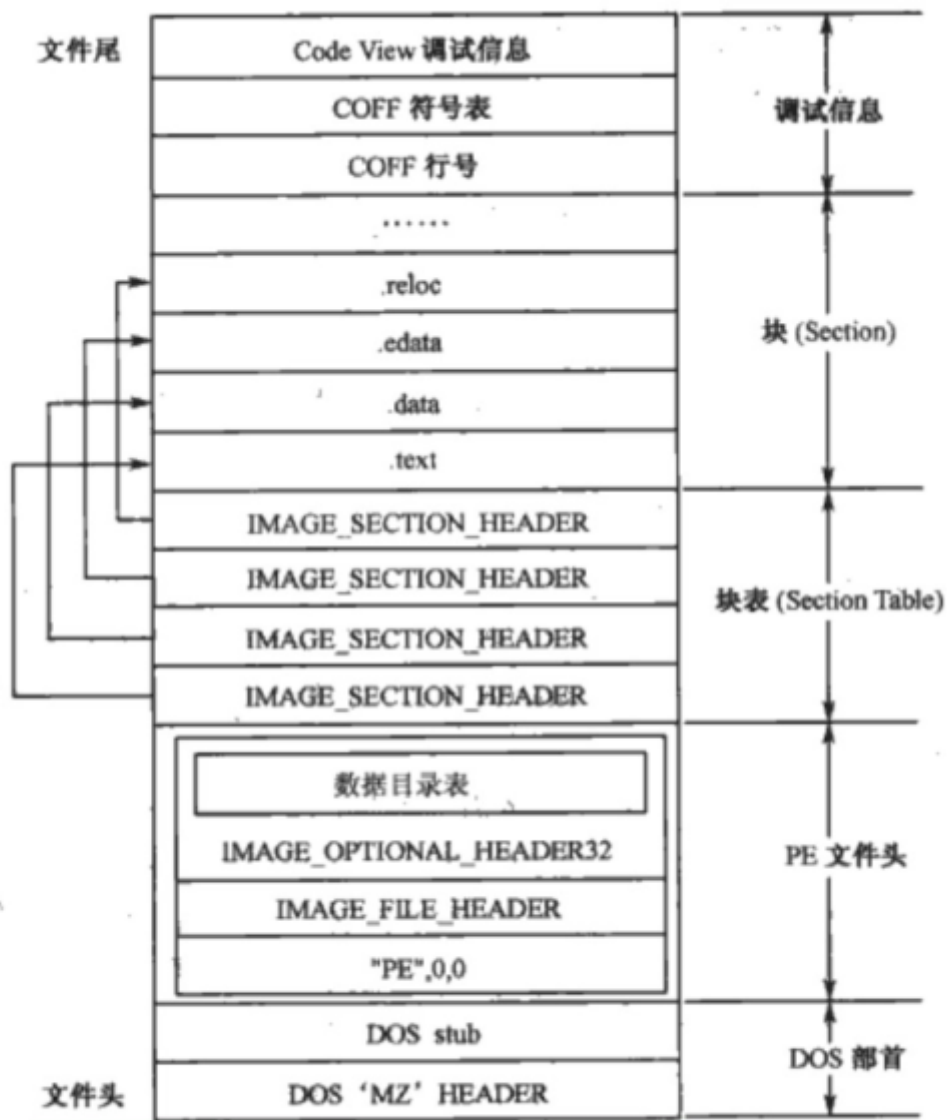 文件尾
Code View 调试信息
COFF 符号表
调试信息
COFF 行号
······
.reloc
.edata
块 (Section)
.data
.text
IMAGE_SECTION_HEADER
IMAGE_SECTION_HEADER
块表 (Section Table)
IMAGE_SECTION_HEADER
IMAGE_SECTION_HEADER
数据目录表
IMAGE_OPTIONAL_HEADER32
PE 文件头
IMAGE_FILE_HEADER
"PE",0,0
DOS stub
DOS 部首
文件头
DOS ‘MZ’ HEADER